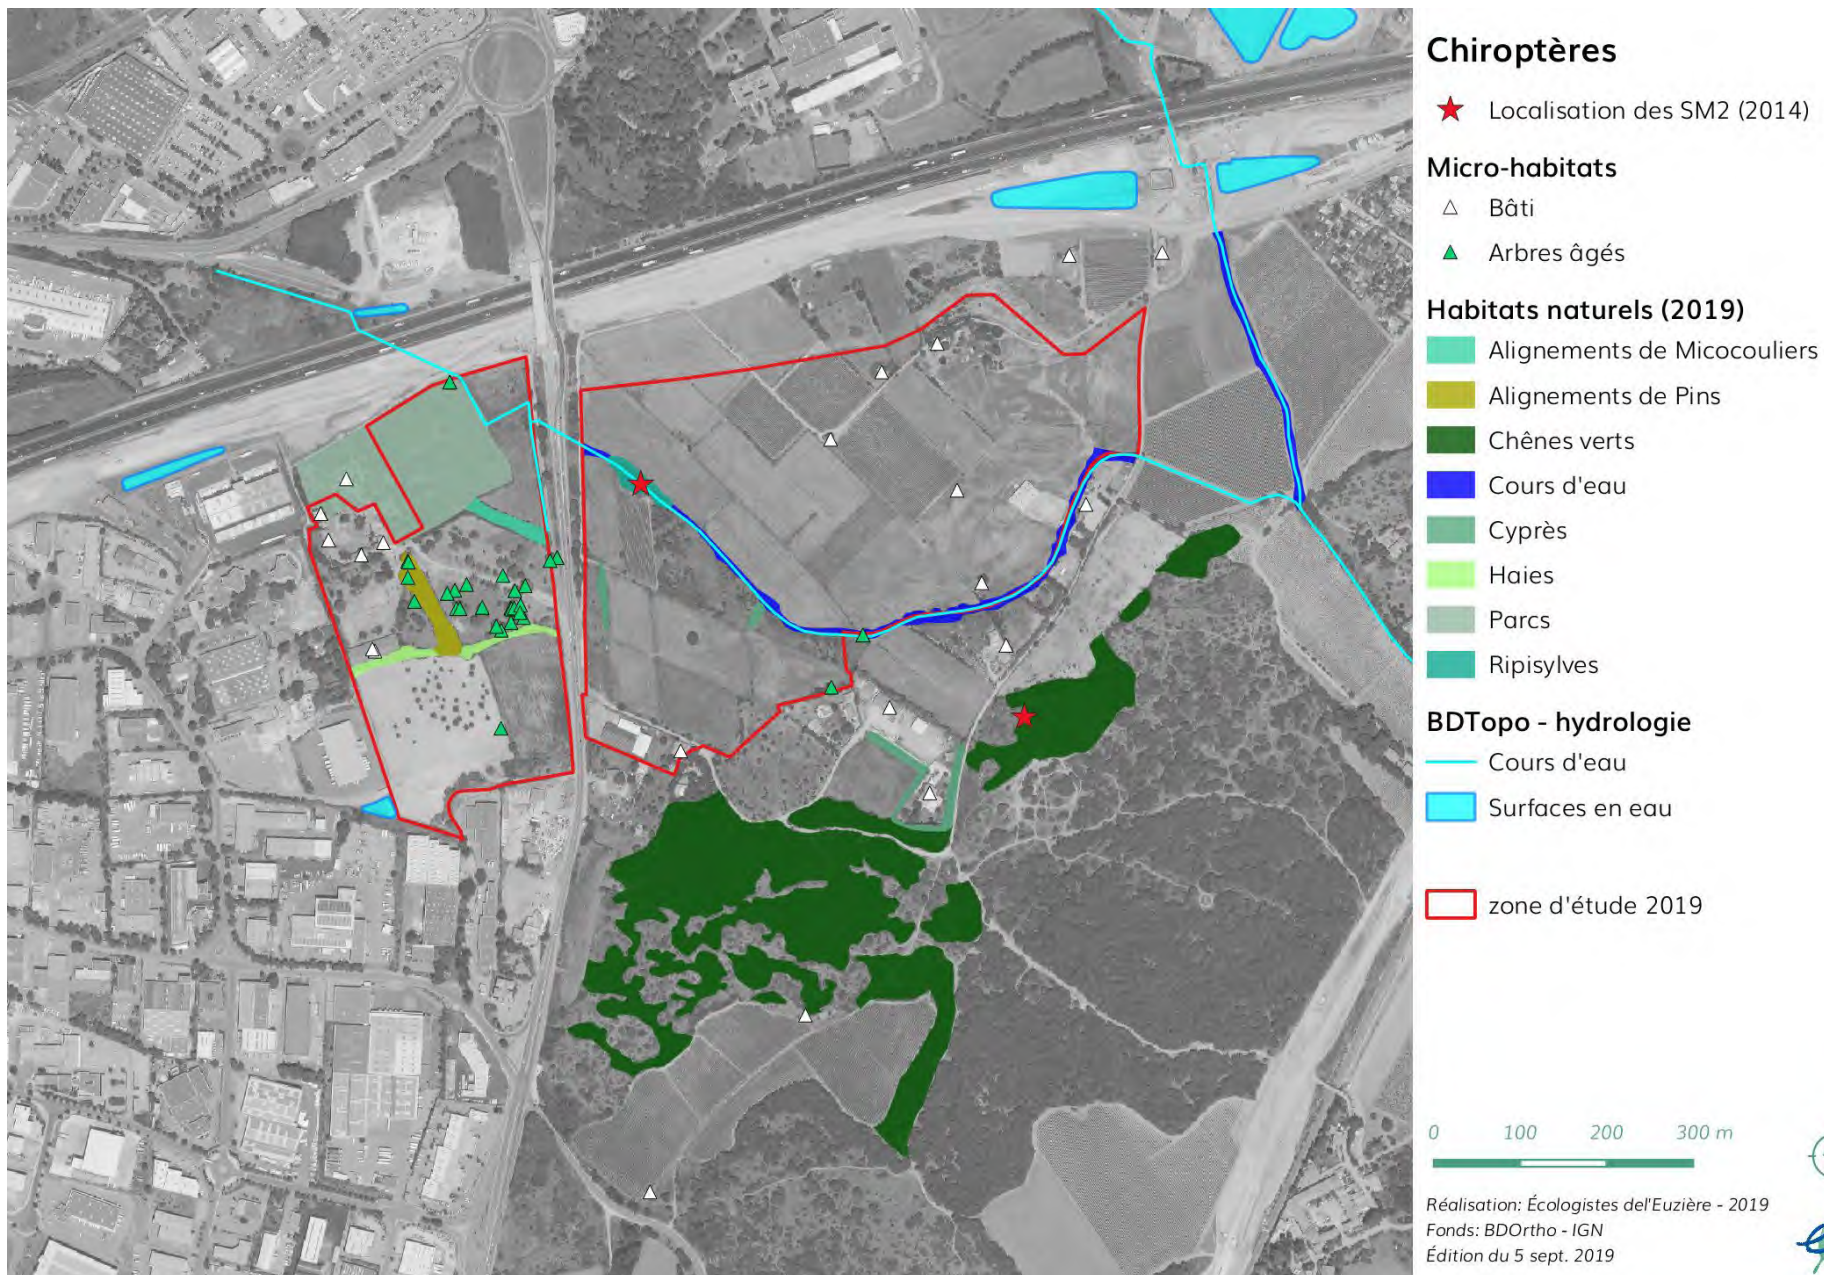 Chiroptères
Localisation des SM2 (2014)
Micro-habitats
Bâti
Arbres âgés
Habitats naturels (2019)
Alignements de Micocouliers
Alignements de Pins
Chênes verts
Cours d'eau
Cyprès
Haies
Parcs
Ripisylves
BDTopo - hydrologie
Cours d'eau
Surfaces en eau
zone d'étude 2019
0 100 200 300 m
Réalisation: Écologistes del'Euzière - 2019
Fonds: BDOrtho - IGN
Édition du 5 sept. 2019